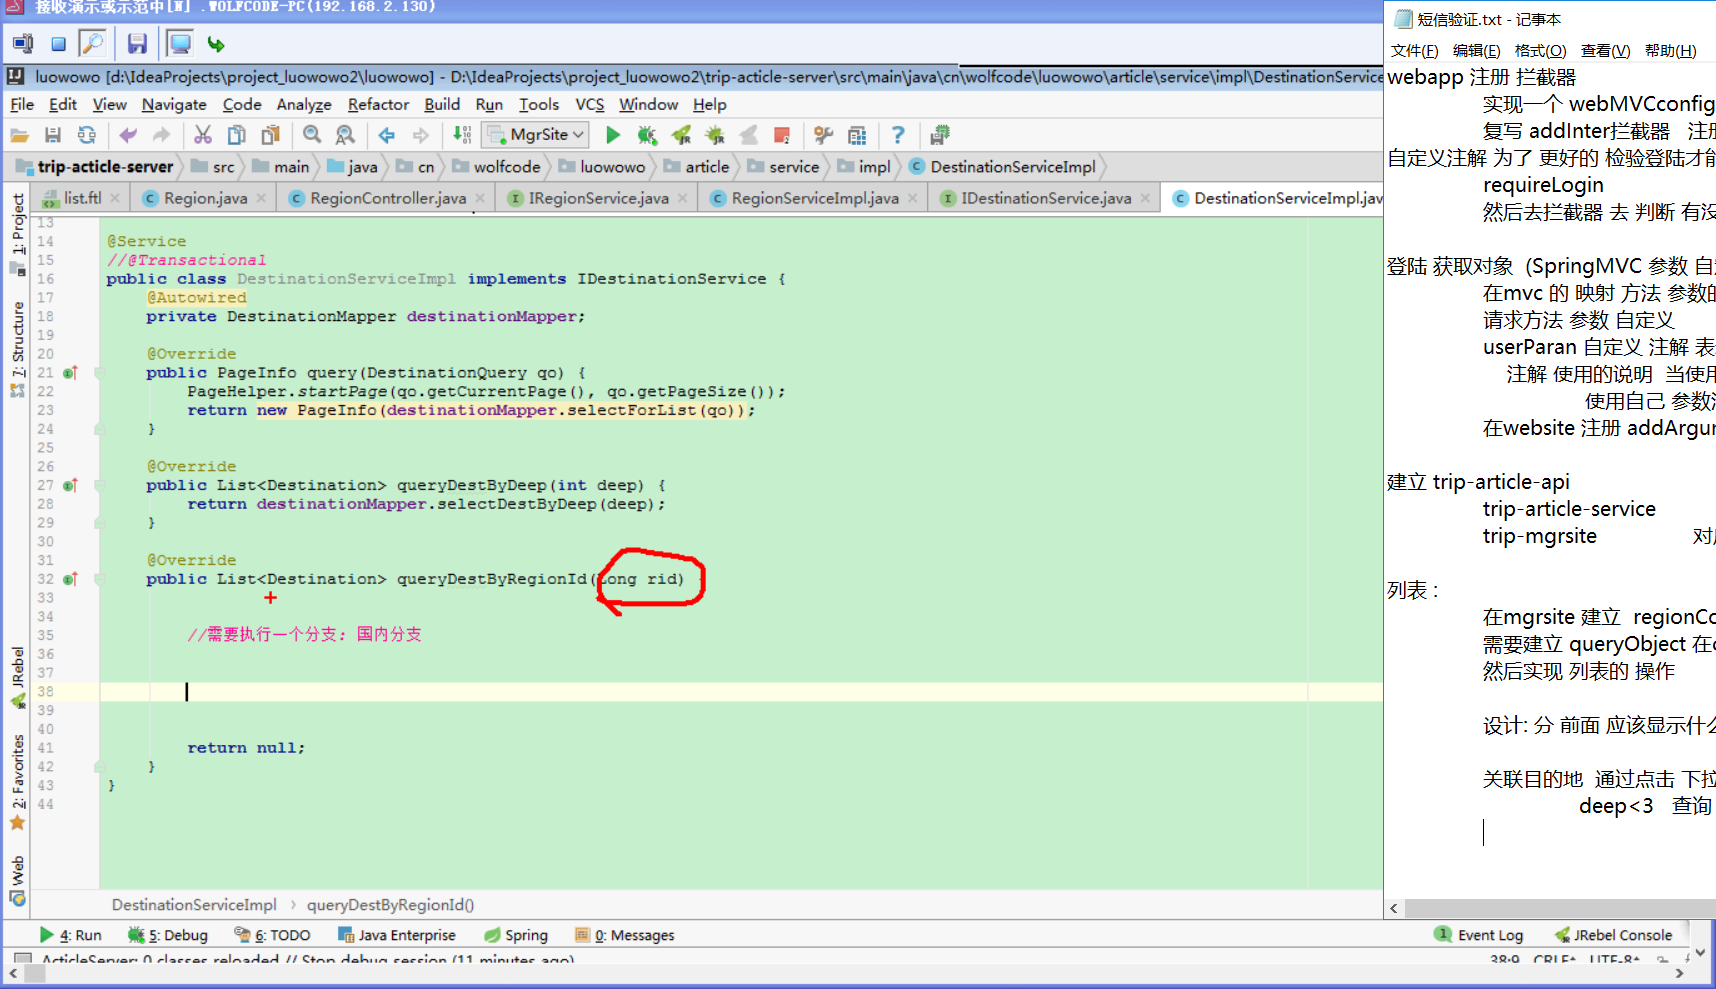 接收演示或示范中[N] .WOLFCODE-PC(192.168.2.130)
luowowo [d:\IdeaProjects\project_luowowo2\luowowo] - D:\IdeaProjects\project_luowowo2\trip-acticle-server\src\main\java\cn\wolfcode\luowowo\article\service\impl\DestinationService
File Edit View Navigate Code Analyze Refactor Build Run Tools VCS Window Help
MgrSite
trip-acticle-server src main java cn wolfcode luowowo article service impl DestinationServiceImpl
list.ftl Region.java RegionController.java IRegionService.java RegionServiceImpl.java IDestinationService.java DestinationServiceImpl.jav
1: Project
7: Structure
JRebel
2: Favorites
Web
13
14 @Service
15 //@Transactional
16 public class DestinationServiceImpl implements IDestinationService {
17 @Autowired
18 private DestinationMapper destinationMapper;
19
20 @Override
21 public PageInfo query(DestinationQuery qo) {
22 PageHelper.startPage(qo.getCurrentPage(), qo.getPageSize());
23 return new PageInfo(destinationMapper.selectForList(qo));
24 }
25
26 @Override
27 public List<Destination> queryDestByDeep(int deep) {
28 return destinationMapper.selectDestByDeep(deep);
29 }
30
31 @Override
32 public List<Destination> queryDestByRegionId(Long rid)
33
34
35 //需要执行一个分支: 国内分支
36
37
38
39
40
41 return null;
42 }
43 }
44
DestinationServiceImpl › queryDestByRegionId()
4: Run 5: Debug 6: TODO Java Enterprise Spring 0: Messages
1 Event Log JRebel Console
ActicleServer: 0 classes reloaded // Stop debug session (11 minutes ago)
38:9 CRLF UTF-8
短信验证.txt - 记事本
文件(F) 编辑(E) 格式(O) 查看(V) 帮助(H)
webapp 注册 拦截器
实现一个 webMVCconfig
复写 addInter拦截器 注册
自定义注解 为了 更好的 检验登陆才能
requireLogin
然后去拦截器 去 判断 有没
登陆 获取对象 (SpringMVC 参数 自定
在mvc 的 映射 方法 参数的
请求方法 参数 自定义
userParan 自定义 注解 表
注解 使用的说明 当使用
使用自己 参数
在website 注册 addArgu
建立 trip-article-api
trip-article-service
trip-mgrsite 对应
列表 :
在mgrsite 建立 regionCo
需要建立 queryObject 在
然后实现 列表的 操作
设计: 分 前面 应该显示什么
关联目的地 通过点击 下拉
deep<3 查询